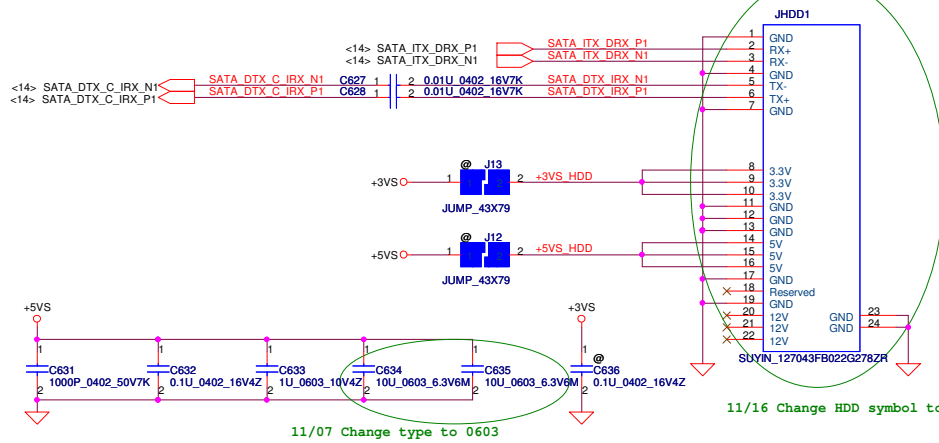 JHDD1
1 GND
<14> SATA_ITX_DRX_P1 SATA_ITX_DRX_P1 2 RX+
<14> SATA_ITX_DRX_N1 SATA_ITX_DRX_N1 3 RX-
4 GND
<14> SATA_DTX_C_IRX_N1 SATA_DTX_C_IRX_N1 C627 1 2 0.01U_0402_16V7K SATA_DTX_IRX_N1 5 TX-
<14> SATA_DTX_C_IRX_P1 SATA_DTX_C_IRX_P1 C628 1 2 0.01U_0402_16V7K SATA_DTX_IRX_P1 6 TX+
7 GND
@ J13
8 3.3V
+3VS 1 1 2 2 +3VS_HDD 9 3.3V
10 3.3V
JUMP_43X79 11 GND
12 GND
13 GND
@ J12
14 5V
+5VS 1 1 2 2 +5VS_HDD 15 5V
16 5V
JUMP_43X79 17 GND
18 Reserved
19 GND
+5VS +3VS
20 12V GND 23
21 12V GND 24
22 12V
1 1 1 1 1 1 @
SUYIN_127043FB022G278ZR
C631 C632 C633 C634 C635 C636
1000P_0402_50V7K 0.1U_0402_16V4Z 1U_0603_10V4Z 10U_0603_6.3V6M 10U_0603_6.3V6M 0.1U_0402_16V4Z
2 2 2 2 2 2
11/16 Change HDD symbol to
11/07 Change type to 0603